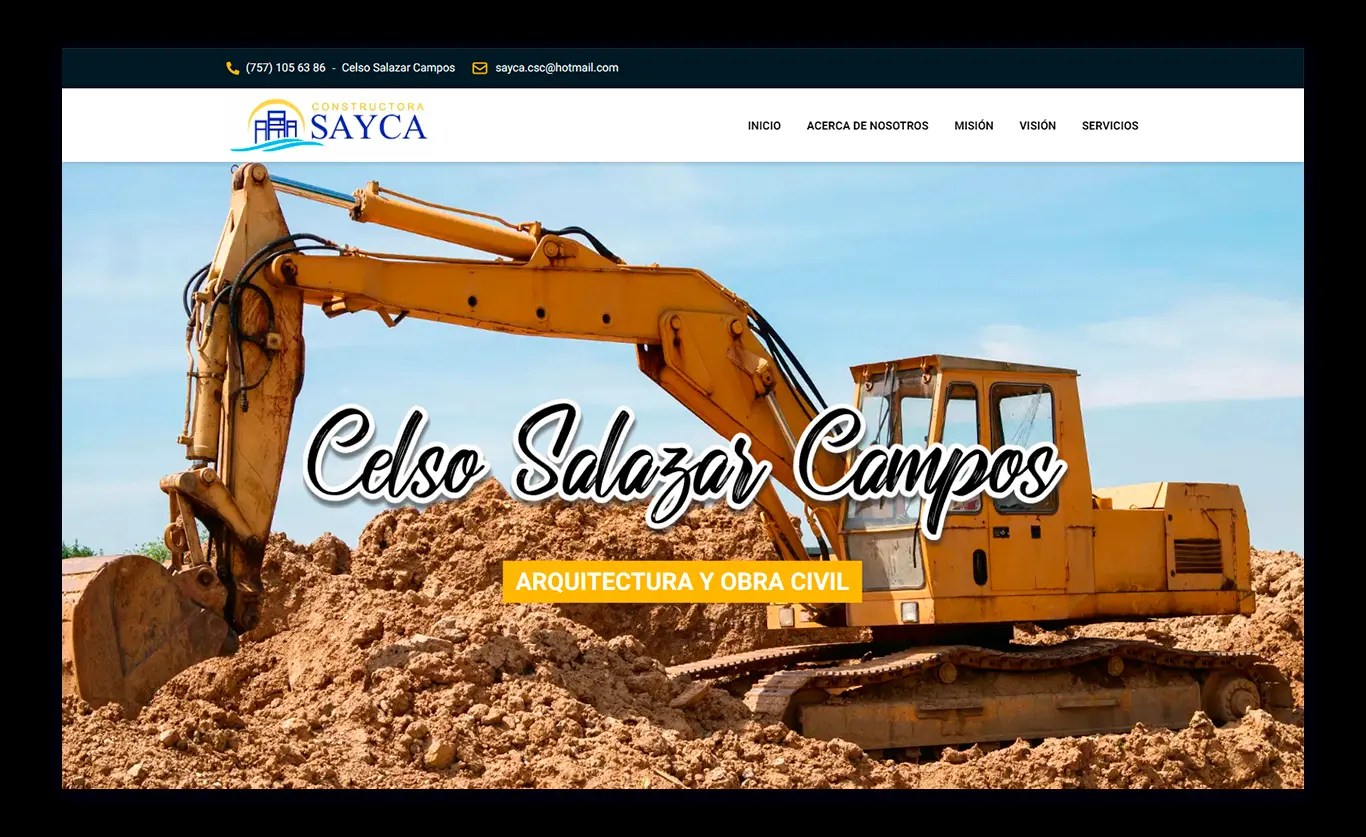 (757) 105 63 86 - Celso Salazar Campos sayca.csc@hotmail.com
CONSTRUCTORA
SAYCA
INICIO ACERCA DE NOSOTROS MISIÓN VISIÓN SERVICIOS
Celso Salazar Campos
ARQUITECTURA Y OBRA CIVIL